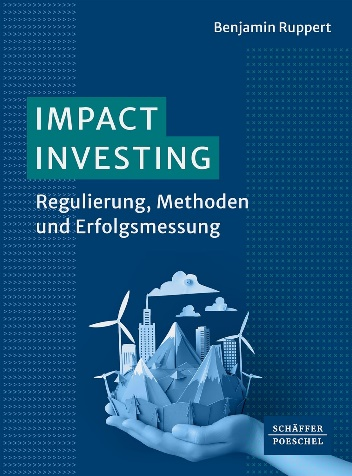 Benjamin Ruppert
IMPACT
INVESTING
Regulierung, Methoden
und Erfolgsmessung
SCHÄFFER
POESCHEL